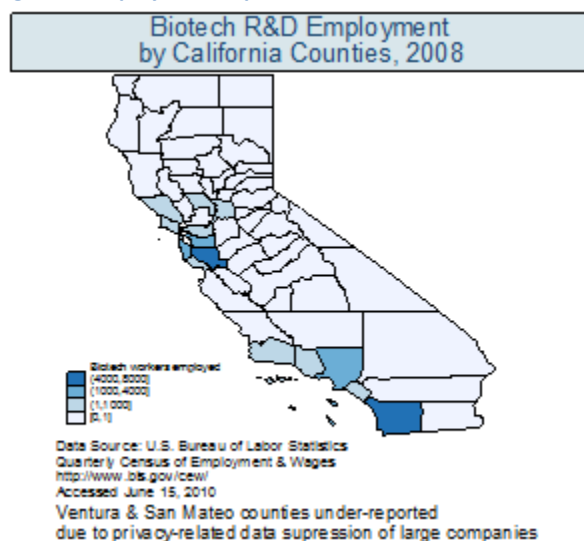 Biotech R&D Employment
by California Counties, 2008
Biotech workers employed
(4000,8000]
(1000,4000]
(1,1000]
[0,1]
Data Source: U.S. Bureau of Labor Statistics
Quarterly Census of Employment & Wages
http://www.bls.gov/cew/
Accessed June 15, 2010
Ventura & San Mateo counties under-reported
due to privacy-related data supression of large companies